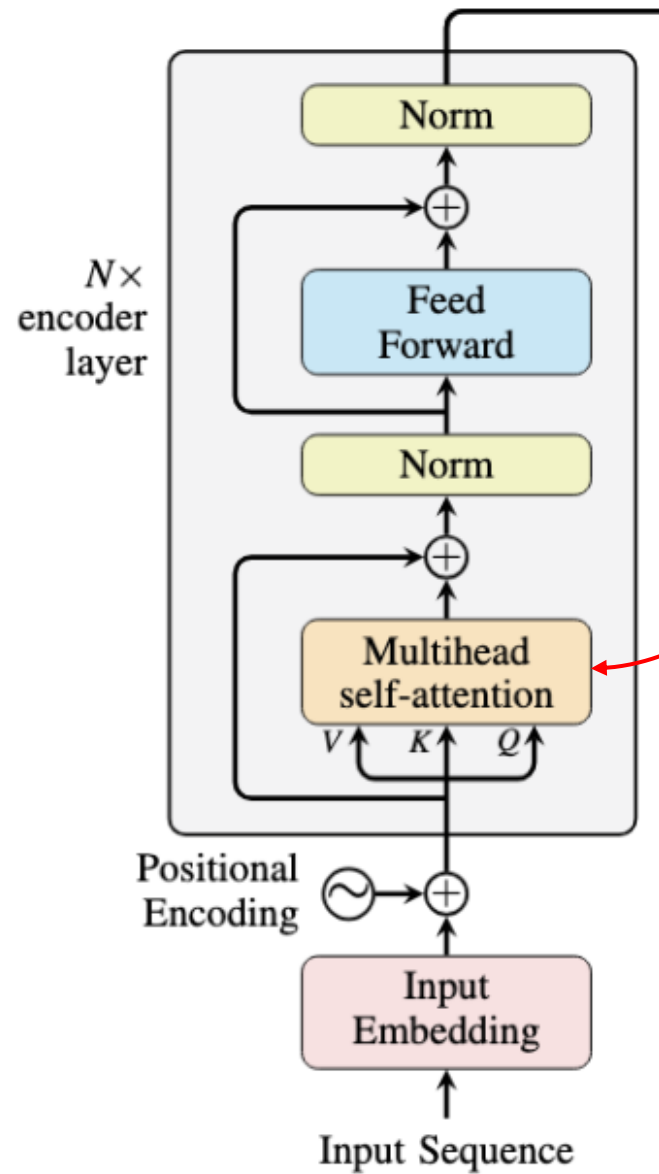 Norm
Feed
Forward
N×
encoder
layer
Norm
Multihead
self-attention
V K Q
Positional
Encoding
Input
Embedding
Input Sequence